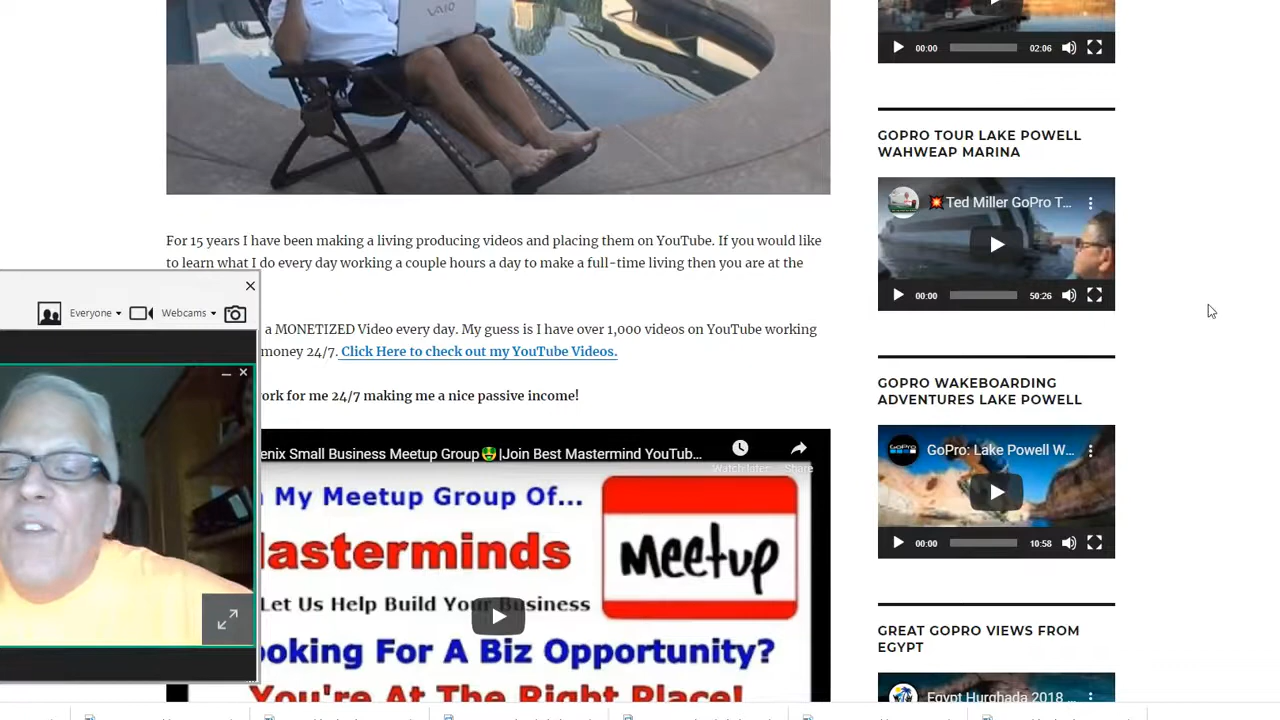 VAIO
For 15 years I have been making a living producing videos and placing them on YouTube. If you would like
to learn what I do every day working a couple hours a day to make a full-time living then you are at the
a MONETIZED Video every day. My guess is I have over 1,000 videos on YouTube working
money 24/7. Click Here to check out my YouTube Videos.
ork for me 24/7 making me a nice passive income!
Everyone
Webcams
enix Small Business Meetup Group🤑|Join Best Mastermind YouTub...
Watch later
Share
My Meetup Group Of...
asterminds
Meetup
Let Us Help Build Your Business
ooking For A Biz Opportunity?
You're At The Right Place!
00:00
02:06
GOPRO TOUR LAKE POWELL
WAHWEAP MARINA
💥Ted Miller GoPro T...
00:00
50:26
GOPRO WAKEBOARDING
ADVENTURES LAKE POWELL
GoPro
GoPro: Lake Powell W...
00:00
10:58
GREAT GOPRO VIEWS FROM
EGYPT
Egypt Hurghada 2018